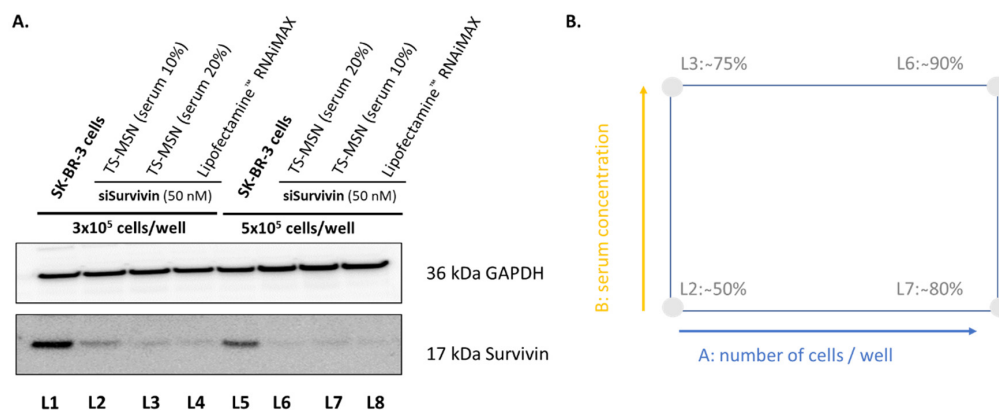 A.
SK-BR-3 cells
TS-MSN (serum 10%)
TS-MSN (serum 20%)
Lipofectamine™ RNAiMAX
SK-BR-3 cells
TS-MSN (serum 20%)
TS-MSN (serum 10%)
Lipofectamine™ RNAiMAX
siSurvivin (50 nM)
siSurvivin (50 nM)
3x10⁵ cells/well
5x10⁵ cells/well
36 kDa GAPDH
17 kDa Survivin
L1 L2 L3 L4 L5 L6 L7 L8
B.
L3:~75%
L6:~90%
B: serum concentration
L2:~50%
L7:~80%
A: number of cells / well